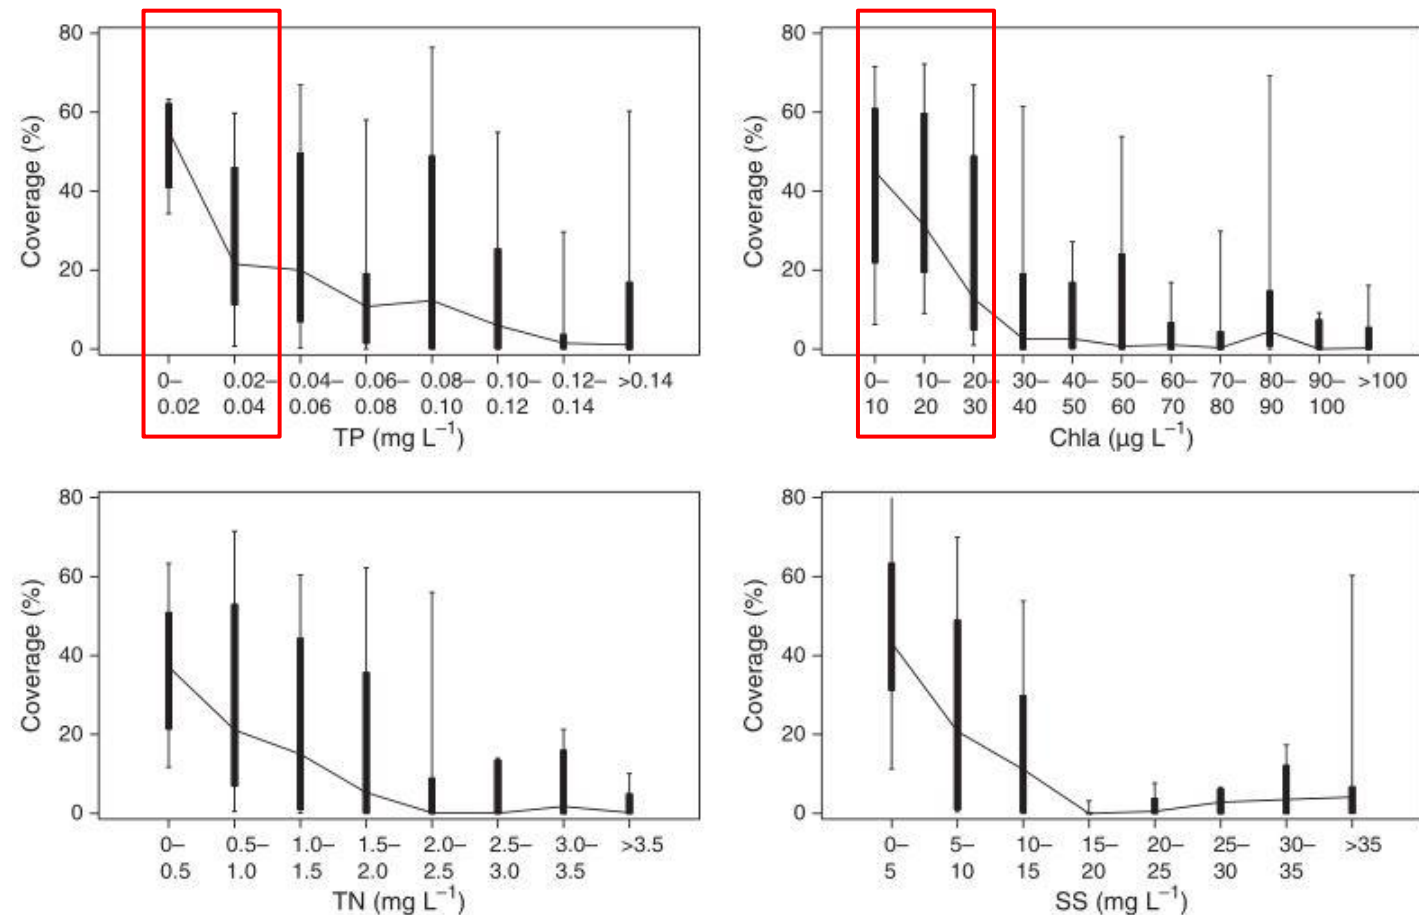 80
60
40
20
0
Coverage (%)
0– 0.02– 0.04– 0.06– 0.08– 0.10– 0.12– >0.14
0.02 0.04 0.06 0.08 0.10 0.12 0.14
TP (mg L⁻¹)
80
60
40
20
0
Coverage (%)
0– 10– 20– 30– 40– 50– 60– 70– 80– 90– >100
10 20 30 40 50 60 70 80 90 100
Chla (µg L⁻¹)
80
60
40
20
0
Coverage (%)
0– 0.5– 1.0– 1.5– 2.0– 2.5– 3.0– >3.5
0.5 1.0 1.5 2.0 2.5 3.0 3.5
TN (mg L⁻¹)
80
60
40
20
0
Coverage (%)
0– 5– 10– 15– 20– 25– 30– >35
5 10 15 20 25 30 35
SS (mg L⁻¹)